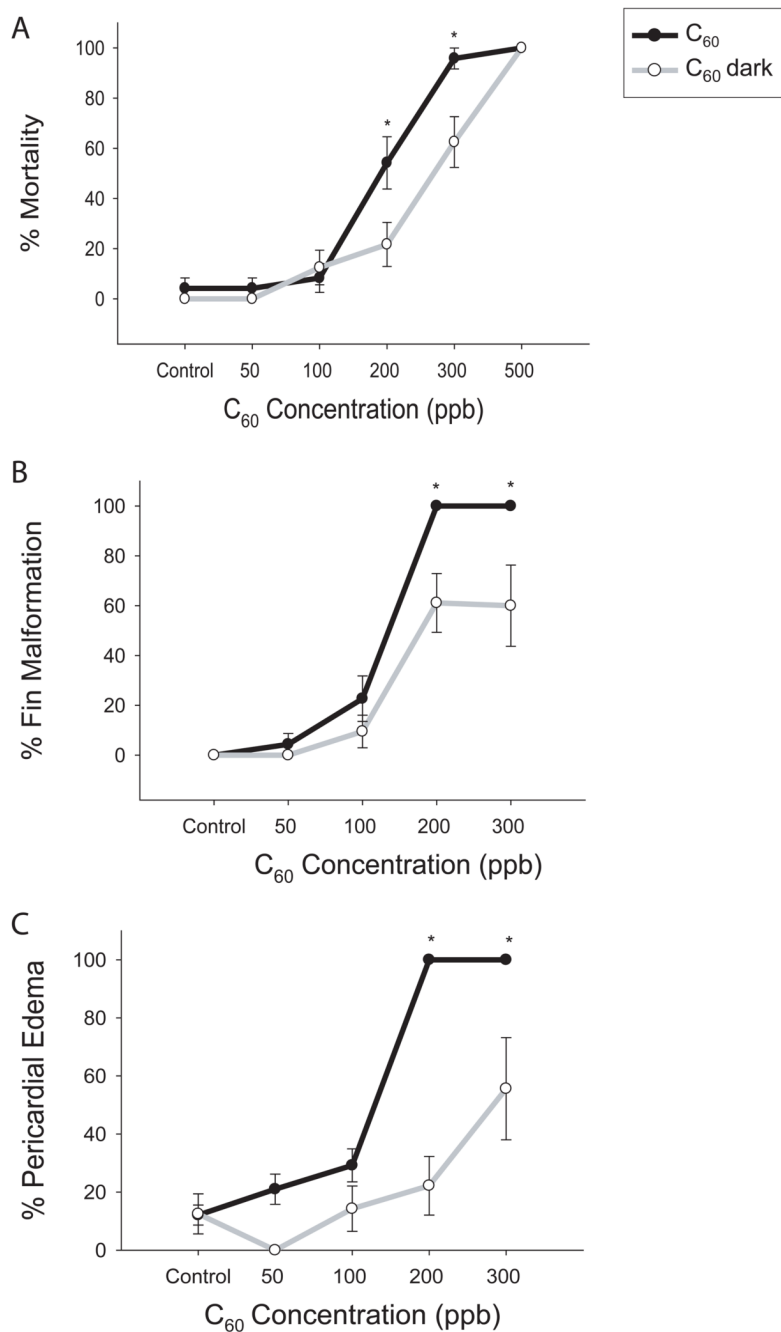 A
C60
C60 dark
*
*
100
80
60
40
20
0
% Mortality
Control 50 100 200 300 500
C60 Concentration (ppb)
B
*
*
100
80
60
40
20
0
% Fin Malformation
Control 50 100 200 300
C60 Concentration (ppb)
C
*
*
100
80
60
40
20
0
% Pericardial Edema
Control 50 100 200 300
C60 Concentration (ppb)